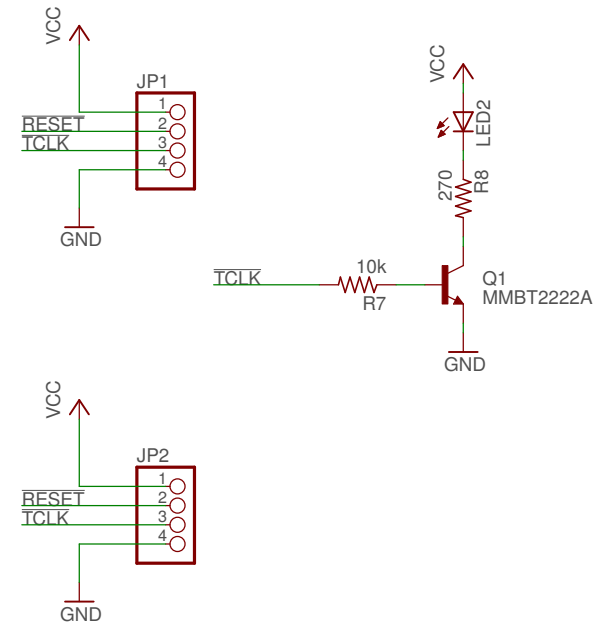 VCC
JP1
1
RESET
2
TCLK
3
4
GND
VCC
LED2
270
R8
TCLK
10k
R7
Q1
MMBT2222A
GND
VCC
JP2
1
RESET
2
TCLK
3
4
GND